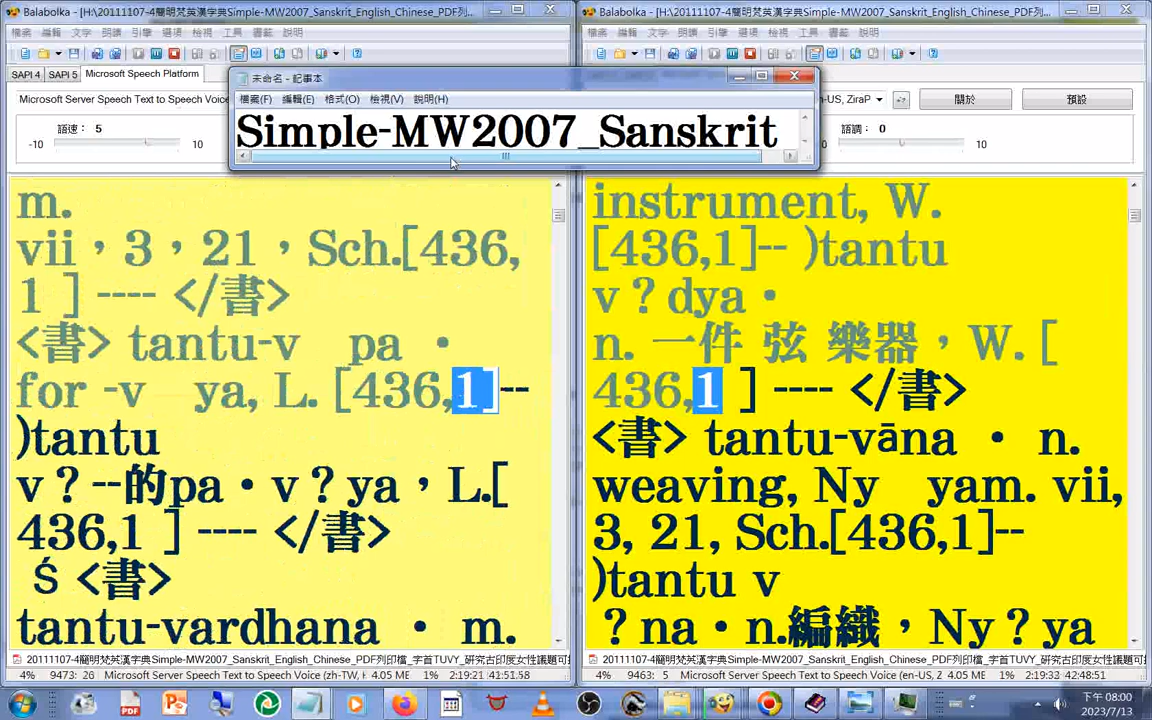 Balabolka - [H:\20111107-4簡明梵英漢字典Simple-MW2007_Sanskrit_English_Chinese_PDF列...
檔案 編輯 文字 朗讀 引擎 選項 檢視 工具 書籤 說明
SAPI 4 SAPI 5 Microsoft Speech Platform
Microsoft Server Speech Text to Speech Voice
語速： 5
-10 10
m.
vii，3，21，Sch.[436,
1 ] ---- </書>
<書> tantu-v pa •
for -v ya, L. [436,1]--
)tantu
v？--的pa•v？ya，L.[
436,1 ] ---- </書>
Ś <書>
tantu-vardhana • m.
20111107-4簡明梵英漢字典Simple-MW2007_Sanskrit_English_Chinese_PDF列印檔_字首TUVY_研究古印度女性議題可
4% 9473: 26 Microsoft Server Speech Text to Speech Voice (zh-TW, 4.05 ME 1% 2:19:21 41:51.58
未命名 - 記事本
檔案(F) 編輯(E) 格式(O) 檢視(V) 說明(H)
Simple-MW2007_Sanskrit
Balabolka - [H:\20111107-4簡明梵英漢字典Simple-MW2007_Sanskrit_English_Chinese_PDF列...
檔案 編輯 文字 朗讀 引擎 選項 檢視 工具 書籤 說明
n-US, ZiraP 關於 預設
語調： 0
10
instrument, W.
[436,1]-- )tantu
v？dya •
n. 一件 弦 樂器，W. [
436,1 ] ---- </書>
<書> tantu-vāna • n.
weaving, Ny yam. vii,
3, 21, Sch.[436,1]--
)tantu v
？na•n.編織，Ny？ya
20111107-4簡明梵英漢字典Simple-MW2007_Sanskrit_English_Chinese_PDF列印檔_字首TUVY_研究古印度女性議題可
4% 9463: 5 Microsoft Server Speech Text to Speech Voice (en-US, Z 4.05 ME 1% 2:19:33 42:48:51
下午 08:00
2023/7/13